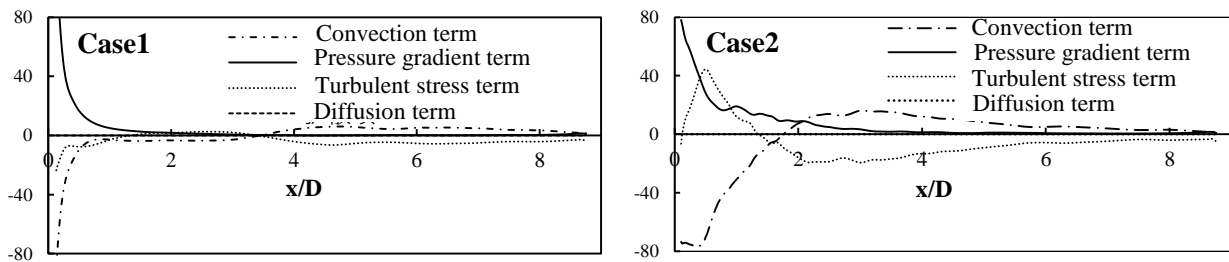 80
Case1
Convection term
Pressure gradient term
Turbulent stress term
Diffusion term
40
0
-40
-80
0
2
4
6
8
x/D
80
Case2
Convection term
Pressure gradient term
Turbulent stress term
Diffusion term
40
0
-40
-80
0
2
4
6
8
x/D